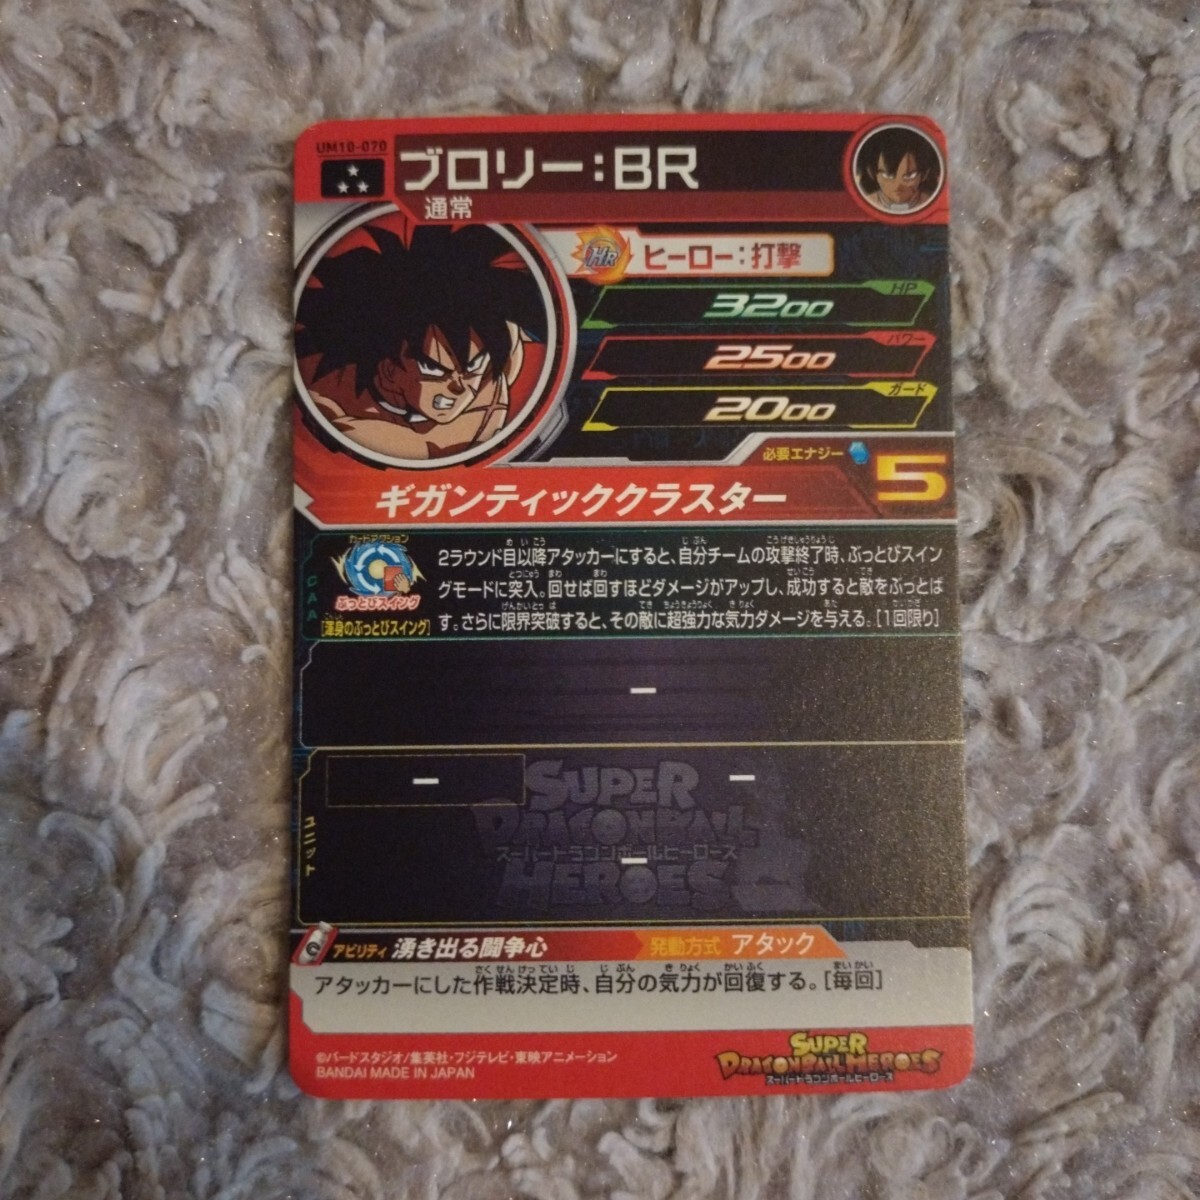 UM10-070
ブロリー:BR
通常
HR
ヒーロー:打撃
HP
3200
パワー
2500
ガード
2000
必要エナジー 5
ギガンティッククラスター
CAA
カードアクション
ぶっとびスイング
[渾身のぶっとびスイング]
2ラウンド目以降アタッカーにすると、自分チームの攻撃終了時、ぶっとびスイン
グモードに突入。回せば回すほどダメージがアップし、成功すると敵をぶっとば
す。さらに限界突破すると、その敵に超強力な気力ダメージを与える。[1回限り]
ー
ー ー
SUPER
DRAGONBALL
スーパードラゴンボールヒーローズ
ー
HEROES
ユニット
アビリティ 湧き出る闘争心 発動方式 アタック
アタッカーにした作戦決定時、自分の気力が回復する。[毎回]
©バードスタジオ/集英社・フジテレビ・東映アニメーション
BANDAI MADE IN JAPAN
SUPER
DRAGONBALL HEROES
スーパードラゴンボールヒーローズ